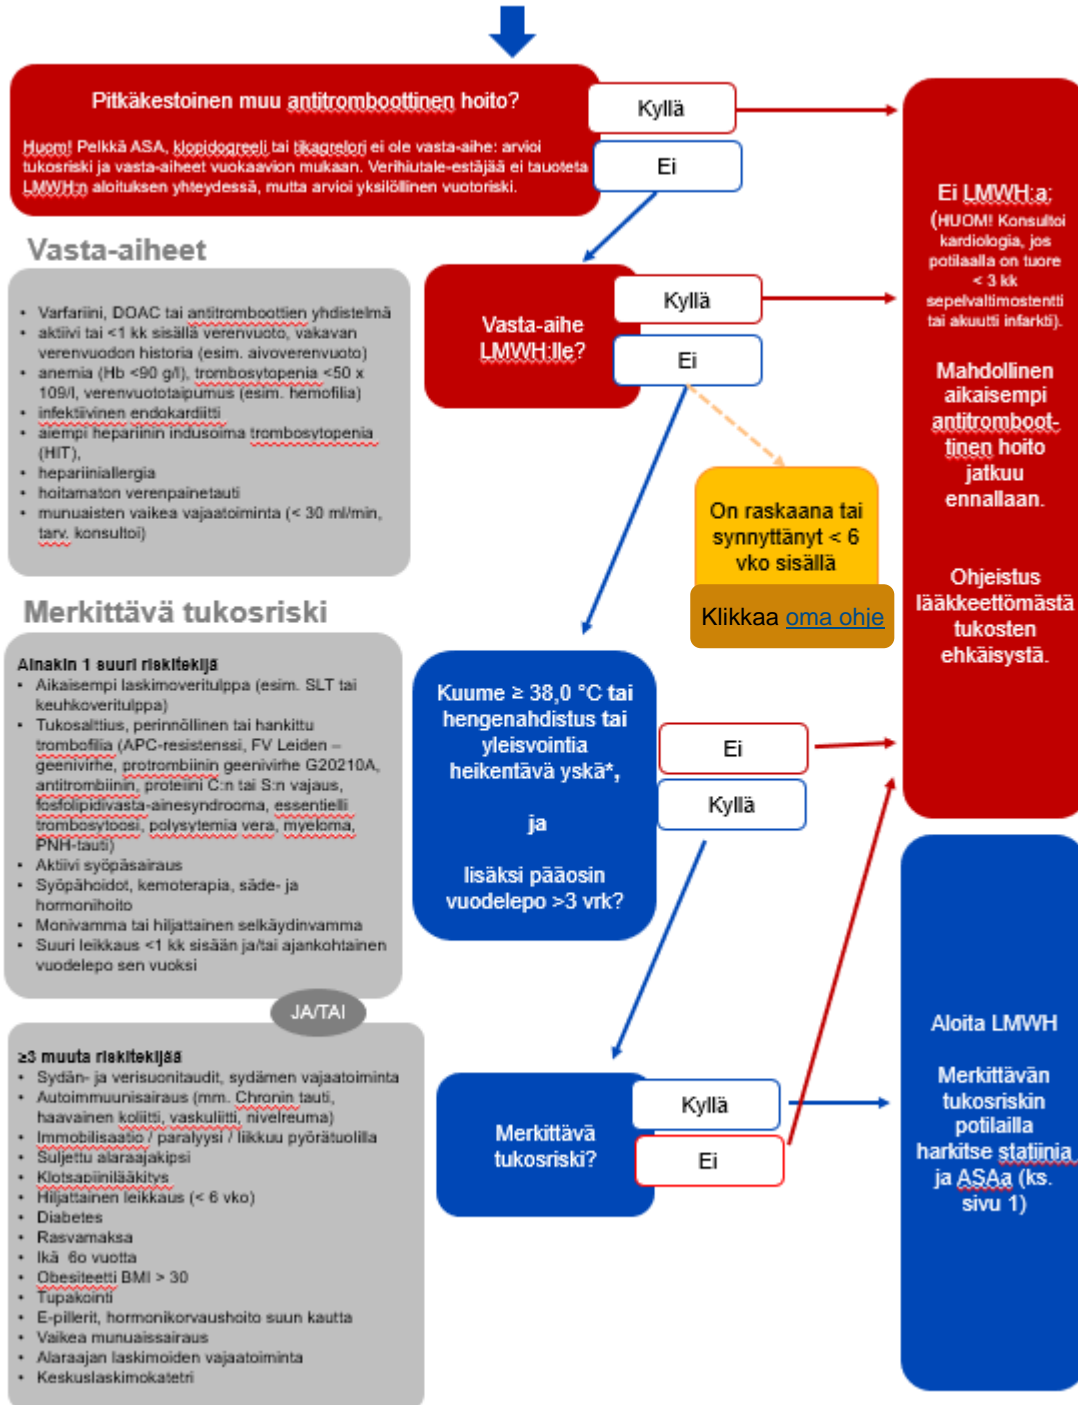 Pitkäkestoinen muu antitromboottinen hoito?
Huom! Pelkkä ASA, klopidogreeli tai tikagrelori ei ole vasta-aihe: arvioi
tukosriski ja vasta-aiheet vuokaavion mukaan. Verihiutale-estäjää ei tauoteta
LMWH:n aloituksen yhteydessä, mutta arvioi yksilöllinen vuotoriski.
Kyllä
Ei
Vasta-aiheet
• Varfariini, DOAC tai antitromboottien yhdistelmä
• aktiivi tai <1 kk sisällä verenvuoto, vakavan
verenvuodon historia (esim. aivoverenvuoto)
• anemia (Hb <90 g/l), trombosytopenia <50 x
109/l, verenvuototaipumus (esim. hemofilia)
• infektiivinen endokardiitti
• aiempi hepariinin indusoima trombosytopenia
(HIT),
• hepariiniallergia
• hoitamaton verenpainetauti
• munuaisten vaikea vajaatoiminta (< 30 ml/min,
tarv. konsultoi)
Vasta-aihe
LMWH:lle?
Kyllä
Ei
On raskaana tai
synnyttänyt < 6
vko sisällä
Klikkaa oma ohje
Ei LMWH:a;
(HUOM! Konsultoi
kardiologia, jos
potilaalla on tuore
< 3 kk
sepelvaltimostentti
tai akuutti infarkti).
Mahdollinen
aikaisempi
antitromboot-
tinen hoito
jatkuu
ennallaan.
Ohjeistus
lääkkeettömästä
tukosten
ehkäisystä.
Merkittävä tukosriski
Ainakin 1 suuri riskitekijä
• Aikaisempi laskimoveritulppa (esim. SLT tai
keuhkoveritulppa)
• Tukosalttius, perinnöllinen tai hankittu
trombofilia (APC-resistenssi, FV Leiden –
geenivirhe, protrombiinin geenivirhe G20210A,
antitrombiinin, proteiini C:n tai S:n vajaus,
fosfolipidivasta-ainesyndrooma, essentielli
trombosytoosi, polysytemia vera, myeloma,
PNH-tauti)
• Aktiivi syöpäsairaus
• Syöpähoidot, kemoterapia, säde- ja
hormonihoito
• Monivamma tai hiljattainen selkäydinvamma
• Suuri leikkaus <1 kk sisään ja/tai ajankohtainen
vuodelepo sen vuoksi
JA/TAI
≥3 muuta riskitekijää
• Sydän- ja verisuonitaudit, sydämen vajaatoiminta
• Autoimmuunisairaus (mm. Chronin tauti,
haavainen koliitti, vaskuliitti, nivelreuma)
• Immobilisaatio / paralyysi / liikkuu pyörätuolilla
• Suljettu alaraajakipsi
• Klotsapiinilääkitys
• Hiljattainen leikkaus (< 6 vko)
• Diabetes
• Rasvamaksa
• Ikä 6o vuotta
• Obesiteetti BMI > 30
• Tupakointi
• E-pillerit, hormonikorvaushoito suun kautta
• Vaikea munuaissairaus
• Alaraajan laskimoiden vajaatoiminta
• Keskuslaskimokatetri
Kuume ≥ 38,0 °C tai
hengenahdistus tai
yleisvointia
heikentävä yskä*,
ja
lisäksi pääosin
vuodelepo >3 vrk?
Ei
Kyllä
Merkittävä
tukosriski?
Kyllä
Ei
Aloita LMWH
Merkittävän
tukosriskin
potilailla
harkitse statiinia
ja ASAa (ks.
sivu 1)